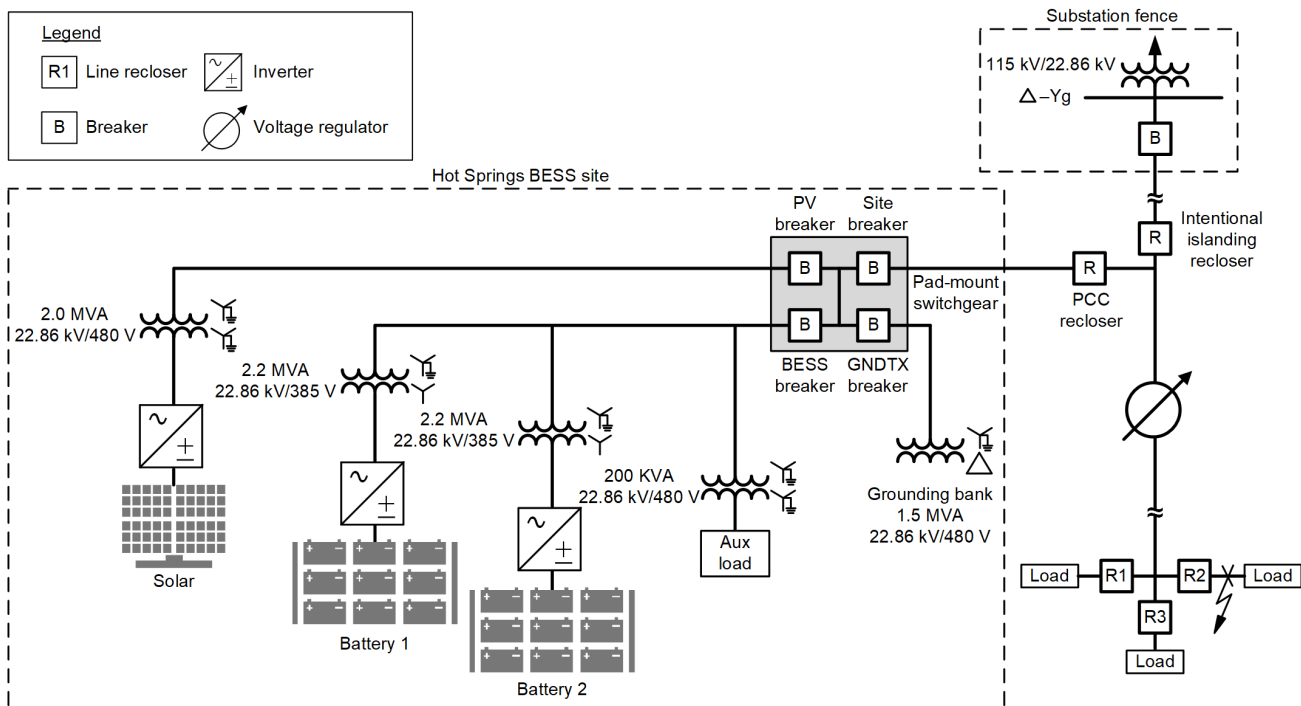 Legend
R1 Line recloser
Inverter
B Breaker
Voltage regulator
Substation fence
115 kV/22.86 kV
△–Yg
B
Hot Springs BESS site
PV
breaker
Site
breaker
B
B
B
B
BESS
breaker
GNDTX
breaker
Pad-mount
switchgear
R
PCC
recloser
R
Intentional
islanding
recloser
2.0 MVA
22.86 kV/480 V
2.2 MVA
22.86 kV/385 V
2.2 MVA
22.86 kV/385 V
200 KVA
22.86 kV/480 V
Grounding bank
1.5 MVA
22.86 kV/480 V
Aux
load
Solar
Battery 1
Battery 2
Load
R1
R2
Load
R3
Load